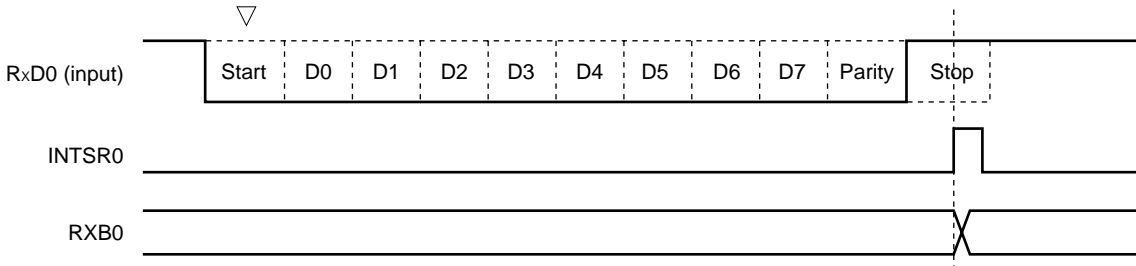 RxD0 (input) Start D0 D1 D2 D3 D4 D5 D6 D7 Parity Stop
INTSR0
RXB0